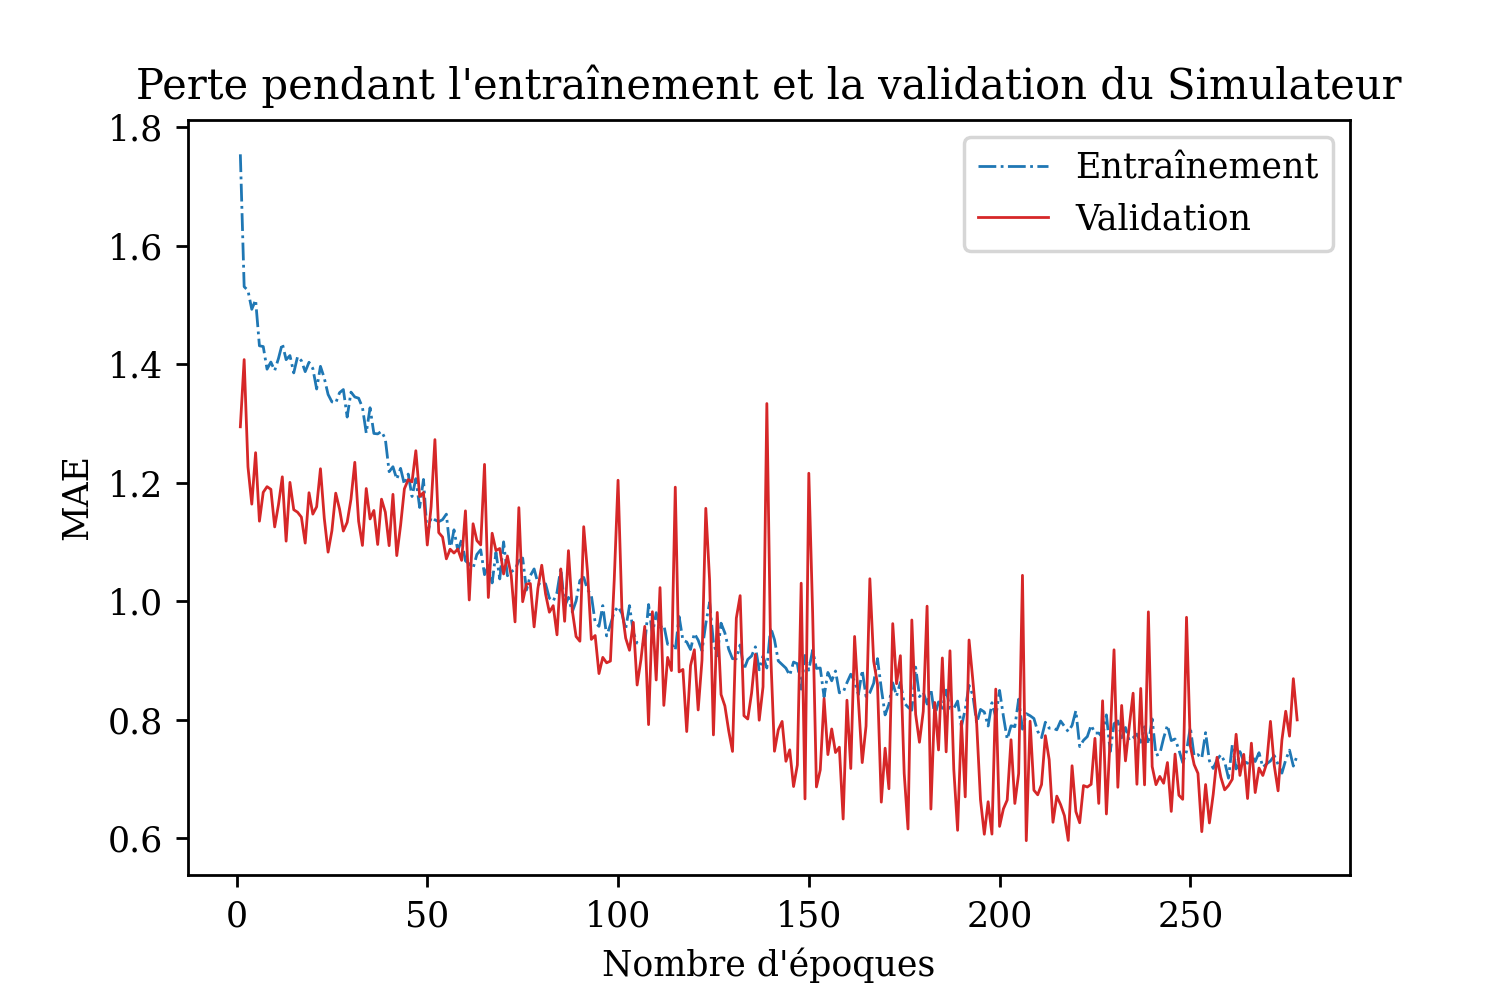 Perte pendant l'entraînement et la validation du Simulateur
1.8
1.6
1.4
1.2
1.0
0.8
0.6
MAE
Entraînement
Validation
0 50 100 150 200 250
Nombre d'époques